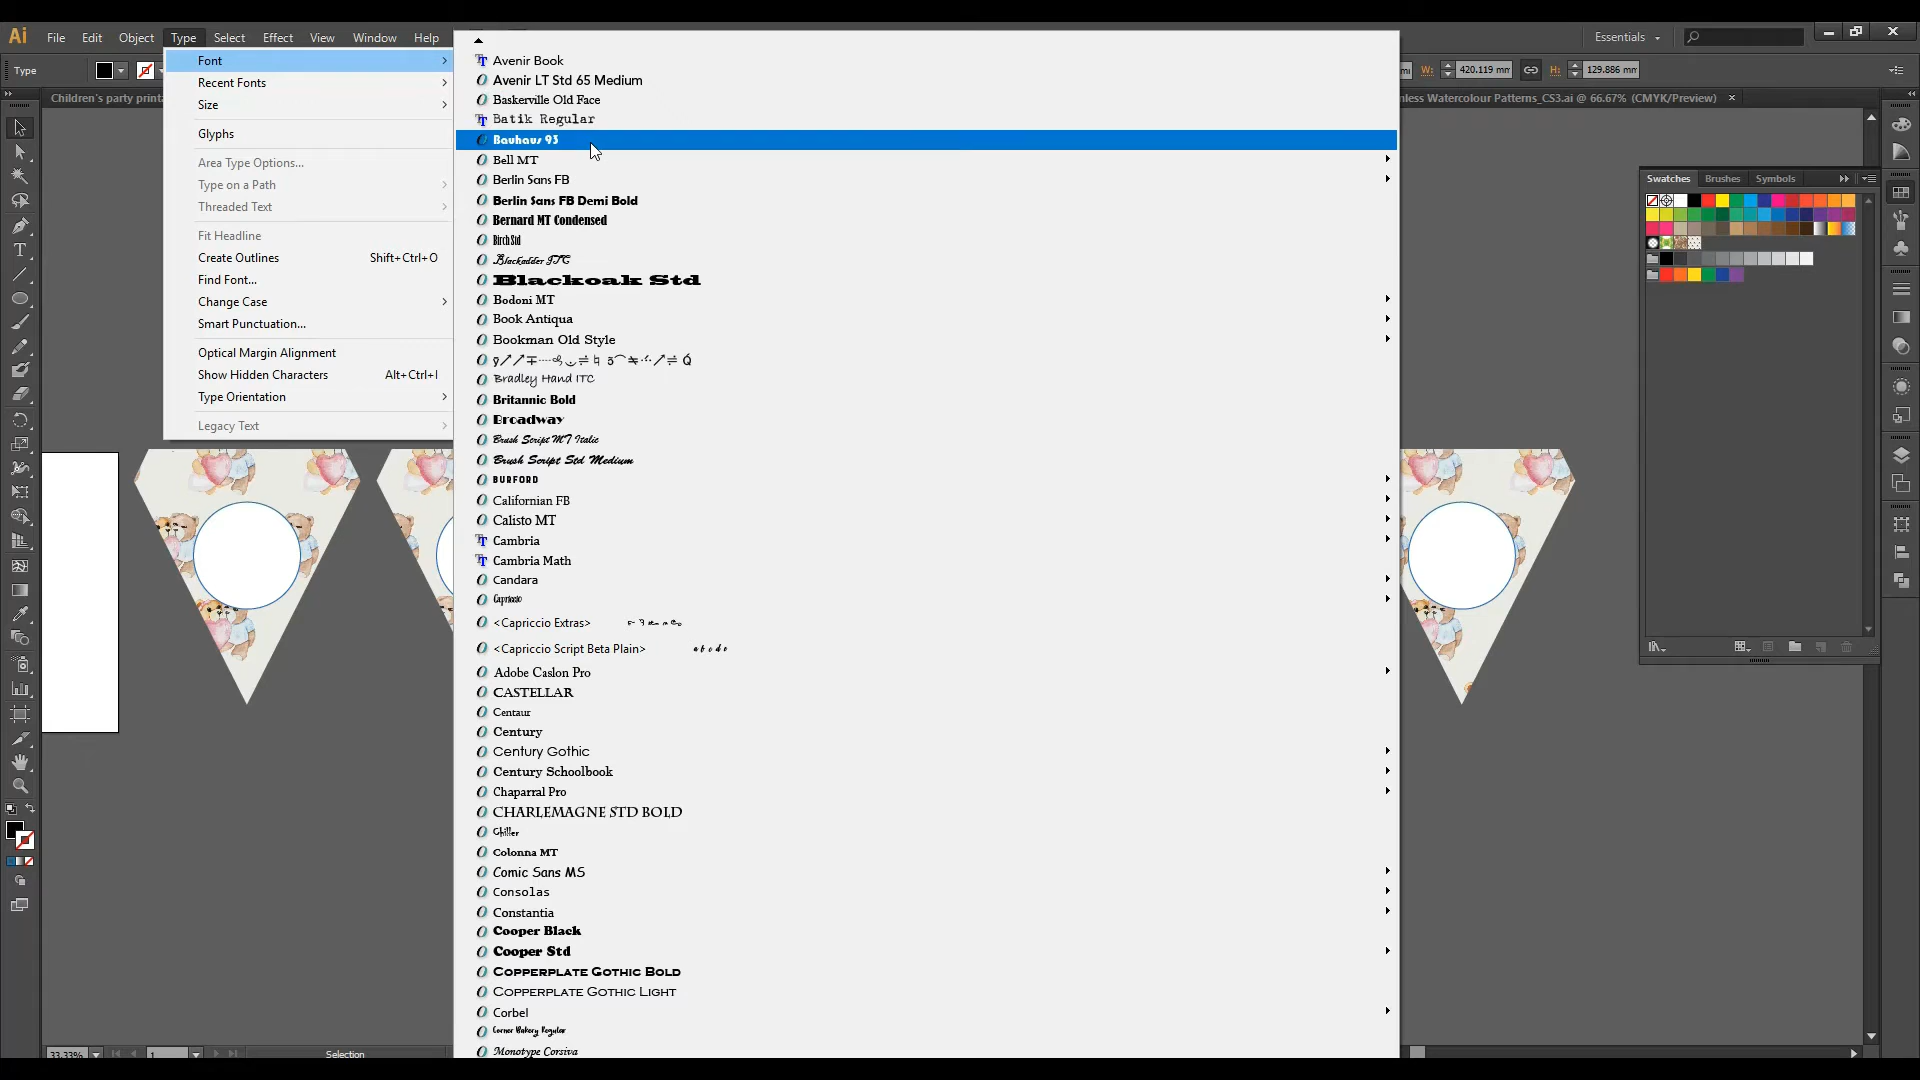 Ai File Edit Object Type Select Effect View Window Help Essentials
Type W: 420.119 mm H: 129.886 mm
Children's party print
nless Watercolour Patterns_CS3.ai @ 66.67% (CMYK/Preview)
Font
Recent Fonts
Size
Glyphs
Area Type Options...
Type on a Path
Threaded Text
Fit Headline
Create Outlines Shift+Ctrl+O
Find Font...
Change Case
Smart Punctuation...
Optical Margin Alignment
Show Hidden Characters Alt+Ctrl+I
Type Orientation
Legacy Text
Avenir Book
Avenir LT Std 65 Medium
Baskerville Old Face
Batik Regular
Bauhaus 93
Bell MT
Berlin Sans FB
Berlin Sans FB Demi Bold
Bernard MT Condensed
Birch Std
Blackadder ITC
Blackoak Std
Bodoni MT
Book Antiqua
Bookman Old Style
Bradley Hand ITC
Britannic Bold
Broadway
Brush Script MT Italic
Brush Script Std Medium
BURFORD
Californian FB
Calisto MT
Cambria
Cambria Math
Candara
Capriccio
<Capriccio Extras>
<Capriccio Script Beta Plain> a b c d e
Adobe Caslon Pro
CASTELLAR
Centaur
Century
Century Gothic
Century Schoolbook
Chaparral Pro
CHARLEMAGNE STD BOLD
Chiller
Colonna MT
Comic Sans MS
Consolas
Constantia
Cooper Black
Cooper Std
Copperplate Gothic Bold
Copperplate Gothic Light
Corbel
Corner Bakery Regular
Monotype Corsiva
Swatches Brushes Symbols
33.33% 1 Selection